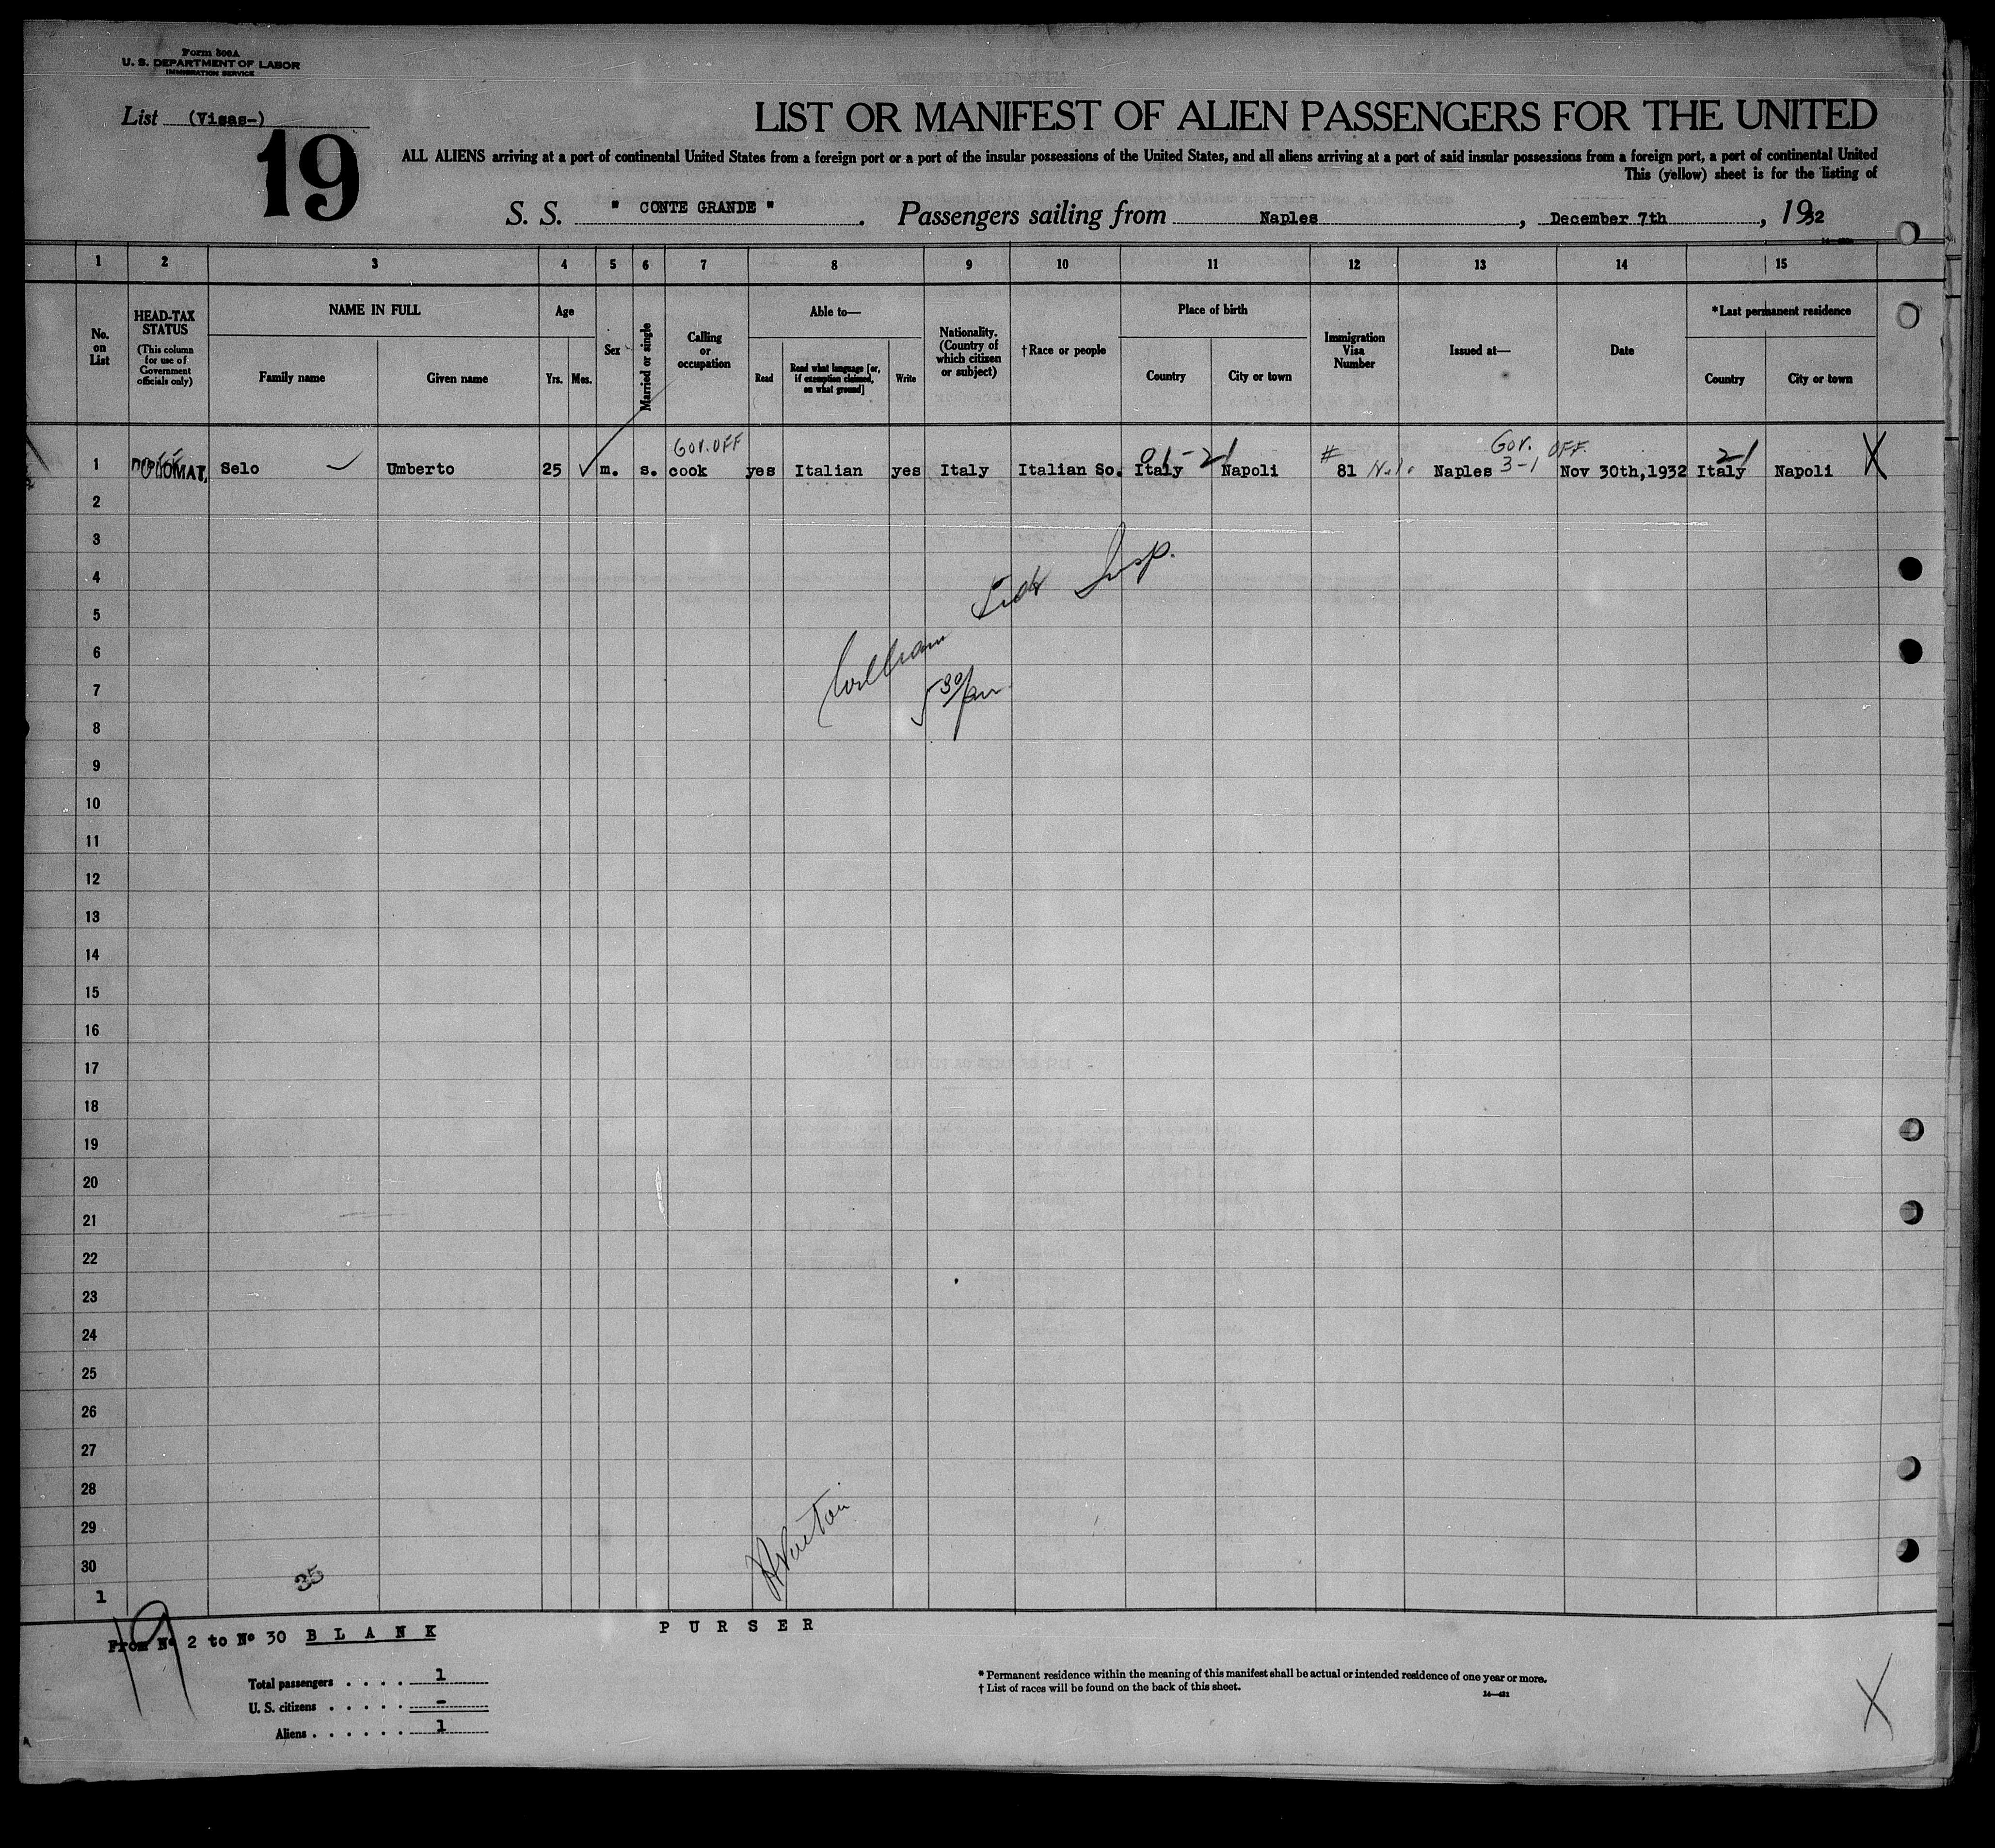 Form 500A
U. S. DEPARTMENT OF LABOR
IMMIGRATION SERVICE
List (Visas-)
19
LIST OR MANIFEST OF ALIEN PASSENGERS FOR THE UNITED
ALL ALIENS arriving at a port of continental United States from a foreign port or a port of the insular possessions of the United States, and all aliens arriving at a port of said insular possessions from a foreign port, a port of continental United
This (yellow) sheet is for the listing of
S. S. " CONTE GRANDE ". Passengers sailing from Naples, December 7th, 1932
1 2 3 4 5 6 7 8 9 10 11 12 13 14 15
No. on List
HEAD-TAX STATUS
(This column for use of Government officials only)
NAME IN FULL
Family name
Given name
Age
Yrs. Mos.
Sex
Married or single
Calling or occupation
Able to—
Read
Read what language [or, if exemption claimed, on what ground]
Write
Nationality. (Country of which citizen or subject)
†Race or people
Place of birth
Country
City or town
Immigration Visa Number
Issued at—
Date
*Last permanent residence
Country
City or town
Gov. OFF 01-21 # Gov. OFF. 3-1 21
1 DIPLOMAT. Selo Umberto 25 m. s. cook yes Italian yes Italy Italian So. Italy Napoli 81 Naples Nov 30th,1932 Italy Napoli X
2
3
4
5
6
7
8
9
10
11
12
13
14
15
16
17
18
19
20
21
22
23
24
25
26
27
28
29
30
1
Insp.
William
5 30/pm
35
19
From No 2 to No 30 B L A N K
P U R S E R
Total passengers . . . . 1
U. S. citizens . . . . . -
Aliens . . . . . . 1
* Permanent residence within the meaning of this manifest shall be actual or intended residence of one year or more.
† List of races will be found on the back of this sheet.
X